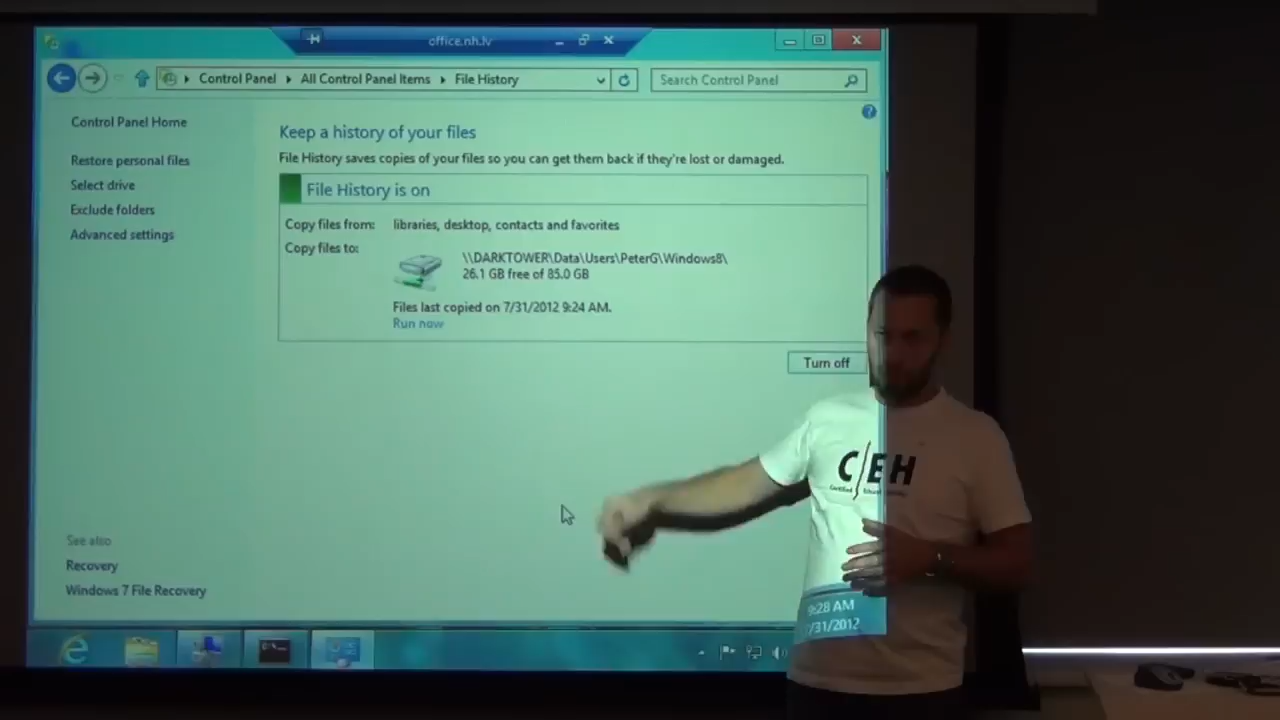 office.nh.lv
Control Panel All Control Panel Items File History
Search Control Panel
Control Panel Home
Restore personal files
Select drive
Exclude folders
Advanced settings
Keep a history of your files
File History saves copies of your files so you can get them back if they're lost or damaged.
File History is on
Copy files from: libraries, desktop, contacts and favorites
Copy files to: \\DARKTOWER\Data\Users\PeterG\Windows8\
26.1 GB free of 85.0 GB
Files last copied on 7/31/2012 9:24 AM.
Run now
Turn off
See also
Recovery
Windows 7 File Recovery
C EH
Certified
9:28 AM
7/31/2012